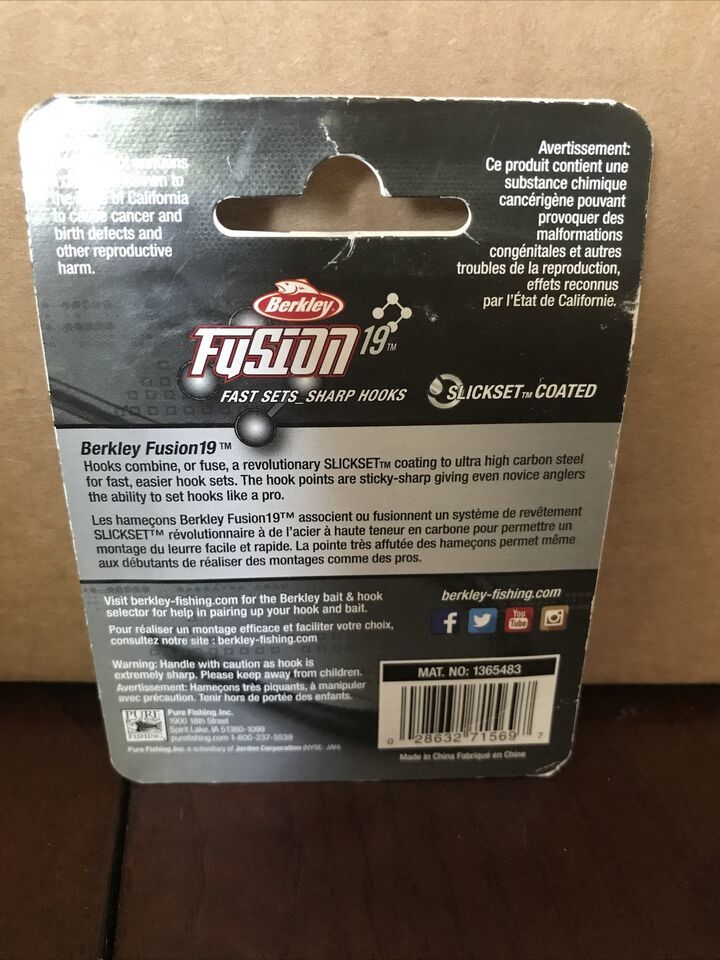 contains
to
the of California
to cause cancer and
birth defects and
other reproductive
harm.
Avertissement:
Ce produit contient une
substance chimique
cancérigène pouvant
provoquer des
malformations
congénitales et autres
troubles de la reproduction,
effets reconnus
par l'État de Californie.
Berkley
FUSION 19™
FAST SETS_SHARP HOOKS
SLICKSET™ COATED
Berkley Fusion19™
Hooks combine, or fuse, a revolutionary SLICKSET™ coating to ultra high carbon steel
for fast, easier hook sets. The hook points are sticky-sharp giving even novice anglers
the ability to set hooks like a pro.
Les hameçons Berkley Fusion19™ associent ou fusionnent un système de revêtement
SLICKSET™ révolutionnaire à de l'acier à haute teneur en carbone pour permettre un
montage du leurre facile et rapide. La pointe très affutée des hameçons permet même
aux débutants de réaliser des montages comme des pros.
Visit berkley-fishing.com for the Berkley bait & hook
selector for help in pairing up your hook and bait.
Pour réaliser un montage efficace et faciliter votre choix,
consultez notre site : berkley-fishing.com
Warning: Handle with caution as hook is
extremely sharp. Please keep away from children.
Avertissement: Hameçons très piquants, à manipuler
avec précaution. Tenir hors de portée des enfants.
PURE
FISHING
Pure Fishing, Inc.
1900 18th Street
Spirit Lake, IA 51360-1099
purefishing.com 1-800-237-5539
Pure Fishing, Inc. a subsidiary of Jarden Corporation (NYSE: JAH)
berkley-fishing.com
f
You
Tube
MAT. NO: 1365483
0 28632 71569 7
Made in China Fabriqué en Chine